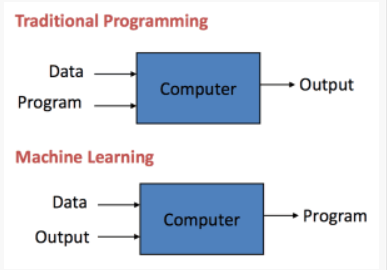 Traditional Programming
Data
Program
Computer
Output
Machine Learning
Data
Output
Computer
Program